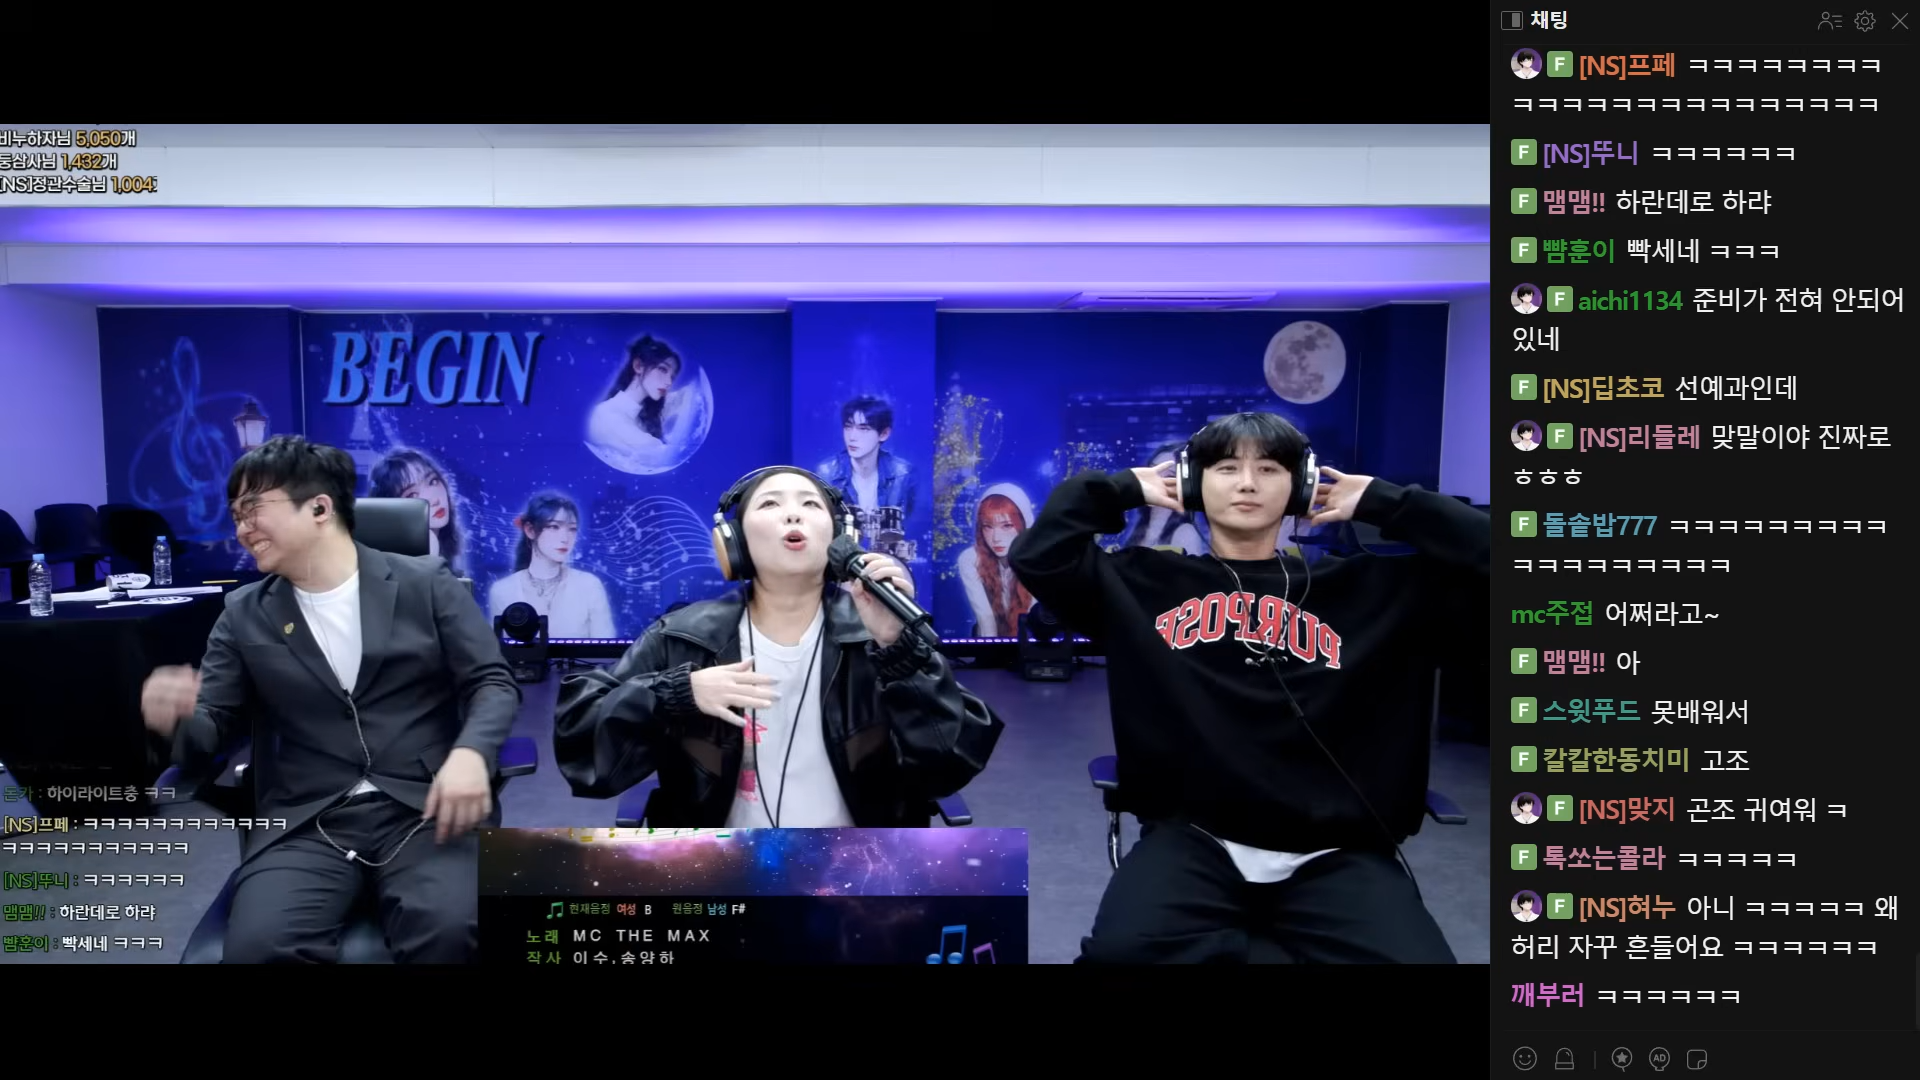 비누하자님 5,050개
둥삼사님 1,432개
[NS]정관수술님 1,004
BEGIN
PURPOSE
돈카 : 하이라이트충 ㅋㅋ
[NS]프페 : ㅋㅋㅋㅋㅋㅋㅋㅋㅋㅋㅋㅋ
ㅋㅋㅋㅋㅋㅋㅋㅋㅋㅋㅋ
[NS]뚜니 : ㅋㅋㅋㅋㅋㅋ
맴맴!! : 하란데로 하랴
뺨훈이 : 빡세네 ㅋㅋㅋ
현재음정 여성 B 원음정 남성 F#
노래 MC THE MAX
작사 이수,송양하
채팅
F [NS]프페 ㅋㅋㅋㅋㅋㅋㅋㅋ
ㅋㅋㅋㅋㅋㅋㅋㅋㅋㅋㅋㅋㅋㅋㅋ
F [NS]뚜니 ㅋㅋㅋㅋㅋㅋ
F 맴맴!! 하란데로 하랴
F 뺨훈이 빡세네 ㅋㅋㅋ
F aichi1134 준비가 전혀 안되어
있네
F [NS]딥초코 선예과인데
F [NS]리들레 맞말이야 진짜로
ㅎㅎㅎ
F 돌솥밥777 ㅋㅋㅋㅋㅋㅋㅋㅋㅋ
ㅋㅋㅋㅋㅋㅋㅋㅋㅋ
mc주접 어쩌라고~
F 맴맴!! 아
F 스윗푸드 못배워서
F 칼칼한동치미 고조
F [NS]맞지 곤조 귀여워 ㅋ
F 톡쏘는콜라 ㅋㅋㅋㅋㅋ
F [NS]혀누 아니 ㅋㅋㅋㅋㅋ 왜
허리 자꾸 흔들어요 ㅋㅋㅋㅋㅋㅋ
깨부러 ㅋㅋㅋㅋㅋㅋ
AD